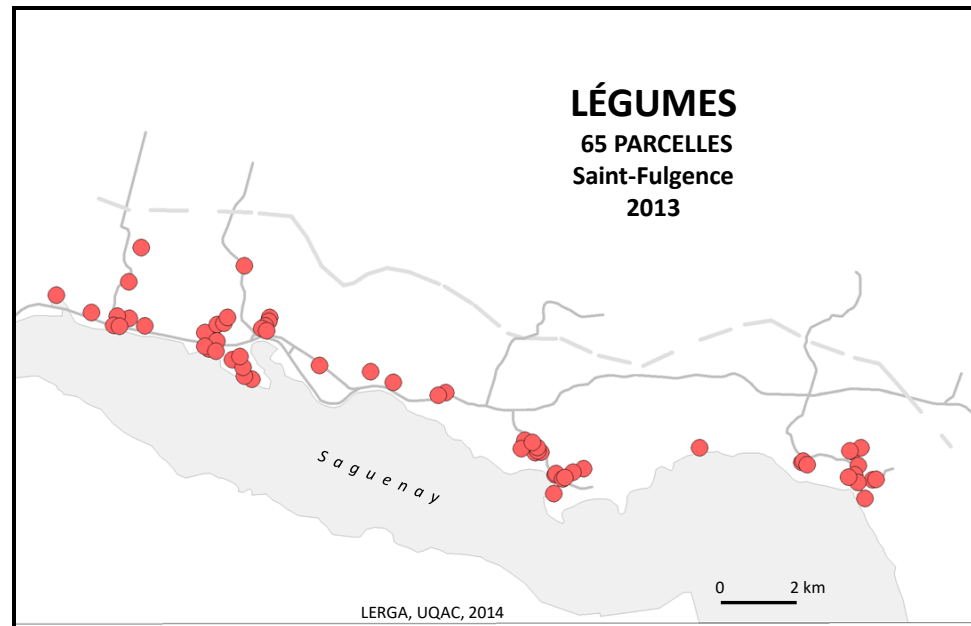 LÉGUMES
65 PARCELLES
Saint-Fulgence
2013
Saguenay
0 2 km
LERGA, UQAC, 2014